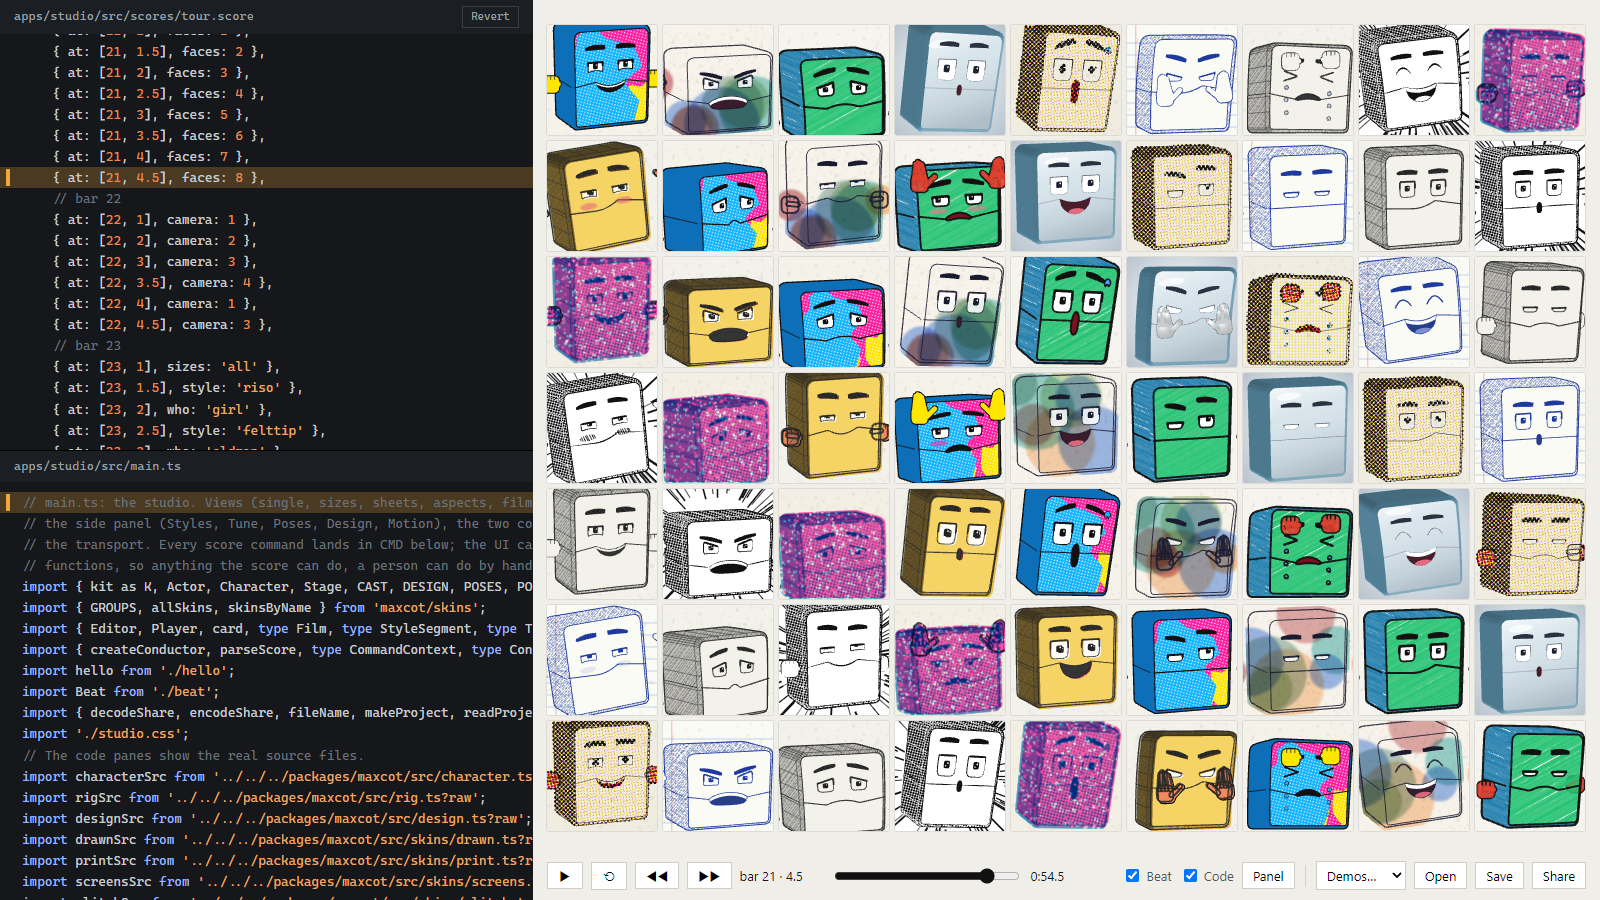 apps/studio/src/scores/tour.score
Revert
{ at: [21, 1.5], faces: 2 },
{ at: [21, 2], faces: 3 },
{ at: [21, 2.5], faces: 4 },
{ at: [21, 3], faces: 5 },
{ at: [21, 3.5], faces: 6 },
{ at: [21, 4], faces: 7 },
{ at: [21, 4.5], faces: 8 },
// bar 22
{ at: [22, 1], camera: 1 },
{ at: [22, 2], camera: 2 },
{ at: [22, 3], camera: 3 },
{ at: [22, 3.5], camera: 4 },
{ at: [22, 4], camera: 1 },
{ at: [22, 4.5], camera: 3 },
// bar 23
{ at: [23, 1], sizes: 'all' },
{ at: [23, 1.5], style: 'riso' },
{ at: [23, 2], who: 'girl' },
{ at: [23, 2.5], style: 'felttip' },
apps/studio/src/main.ts
// main.ts: the studio. Views (single, sizes, sheets, aspects, film
// the side panel (Styles, Tune, Poses, Design, Motion), the two co
// the transport. Every score command lands in CMD below; the UI ca
// functions, so anything the score can do, a person can do by hand
import { kit as K, Actor, Character, Stage, CAST, DESIGN, POSES, PO
import { GROUPS, allSkins, skinsByName } from 'maxcot/skins';
import { Editor, Player, card, type Film, type StyleSegment, type T
import { createConductor, parseScore, type CommandContext, type Con
import hello from './hello';
import Beat from './beat';
import { decodeShare, encodeShare, fileName, makeProject, readProje
import './studio.css';
// The code panes show the real source files.
import characterSrc from '../../../packages/maxcot/src/character.ts
import rigSrc from '../../../packages/maxcot/src/rig.ts?raw';
import designSrc from '../../../packages/maxcot/src/design.ts?raw';
import drawnSrc from '../../../packages/maxcot/src/skins/drawn.ts?r
import printSrc from '../../../packages/maxcot/src/skins/print.ts?r
import screensSrc from '../../../packages/maxcot/src/skins/screens.
bar 21 · 4.5
0:54.5
Beat
Code
Panel
Demos...
Open
Save
Share